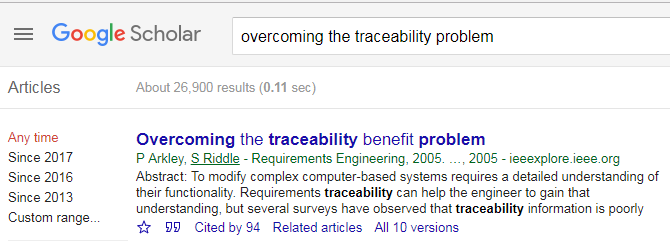 Google Scholar
overcoming the traceability problem
Articles
About 26,900 results (0.11 sec)
Any time
Since 2017
Since 2016
Since 2013
Custom range...
Overcoming the traceability benefit problem
P Arkley, S Riddle - Requirements Engineering, 2005. ..., 2005 - ieeexplore.ieee.org
Abstract: To modify complex computer-based systems requires a detailed understanding of
their functionality. Requirements traceability can help the engineer to gain that
understanding, but several surveys have observed that traceability information is poorly
Cited by 94 Related articles All 10 versions